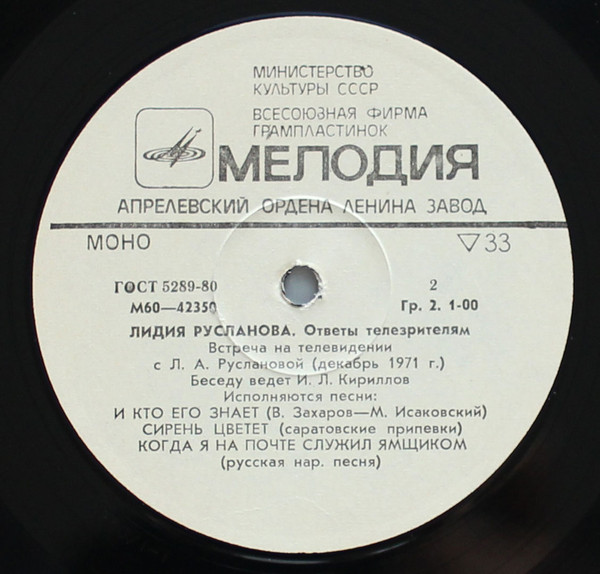 МИНИСТЕРСТВО
КУЛЬТУРЫ СССР
ВСЕСОЮЗНАЯ ФИРМА
ГРАМПЛАСТИНОК
МЕЛОДИЯ
АПРЕЛЕВСКИЙ ОРДЕНА ЛЕНИНА ЗАВОД
МОНО ▽33
ГОСТ 5289-80 2
М60—42350 Гр. 2. 1-00
ЛИДИЯ РУСЛАНОВА. Ответы телезрителям
Встреча на телевидении
с Л. А. Руслановой (декабрь 1971 г.)
Беседу ведет И. Л. Кириллов
Исполняются песни:
И КТО ЕГО ЗНАЕТ (В. Захаров—М. Исаковский)
СИРЕНЬ ЦВЕТЕТ (саратовские припевки)
КОГДА Я НА ПОЧТЕ СЛУЖИЛ ЯМЩИКОМ
(русская нар. песня)